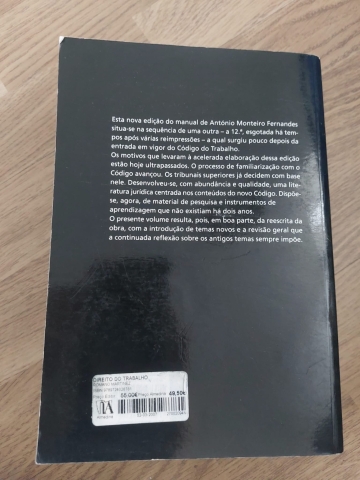 Esta nova edição do manual de António Monteiro Fernandes
situa-se na sequência de uma outra – a 12.ª, esgotada há tem-
pos após várias reimpressões – a qual surgiu pouco depois da
entrada em vigor do Código do Trabalho.
Os motivos que levaram à acelerada elaboração dessa edição
estão hoje ultrapassados. O processo de familiarização com o
Código avançou. Os tribunais superiores já decidem com base
nele. Desenvolveu-se, com abundância e qualidade, uma lite-
ratura jurídica centrada nos conteúdos do novo Código. Dispõe-
se, agora, de material de pesquisa e instrumentos de
aprendizagem que não existiam há dois anos.
O presente volume resulta, pois, em boa parte, da reescrita da
obra, com a introdução de temas novos e a revisão geral que
a continuada reflexão sobre os antigos temas sempre impõe.
DIREITO DO TRABALHO
Almedina